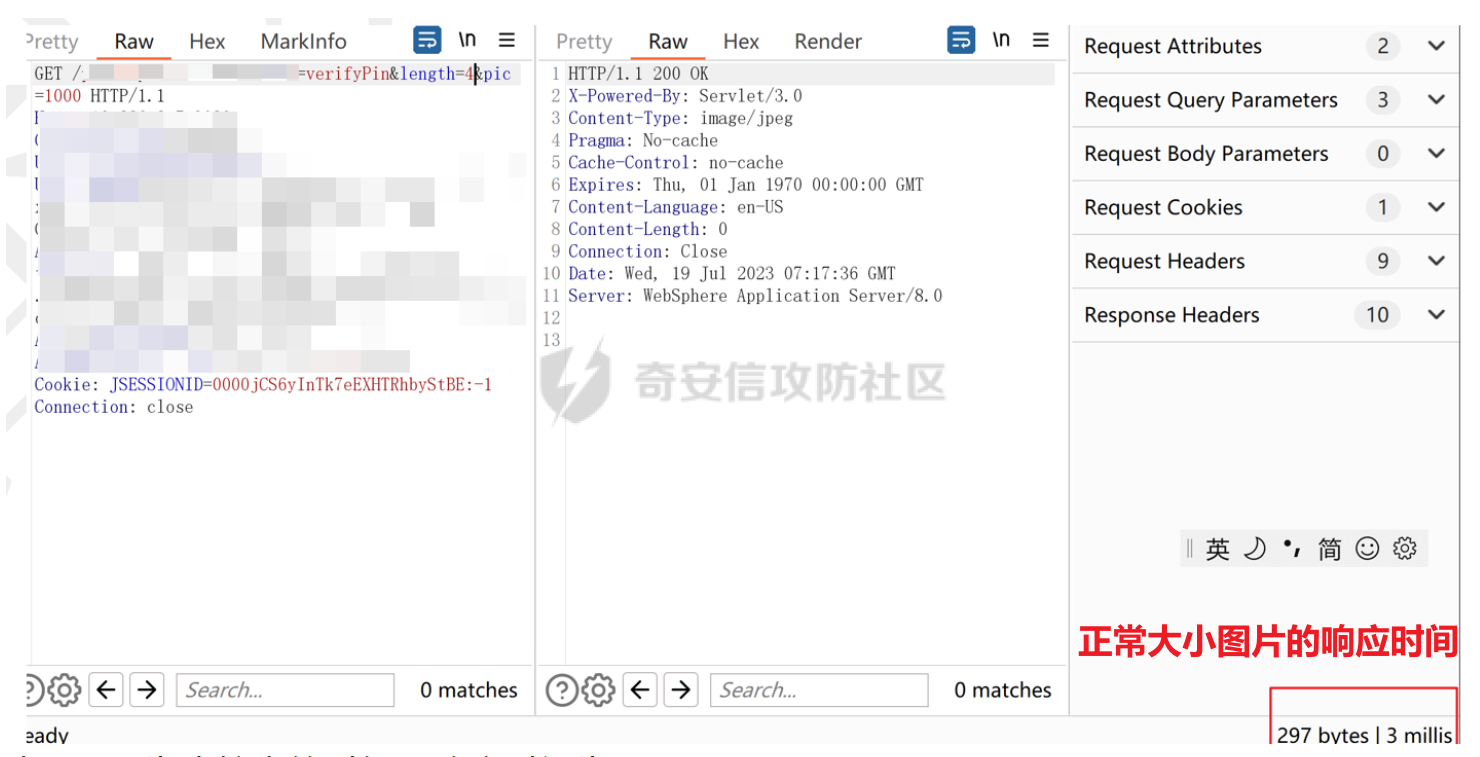 Pretty Raw Hex MarkInfo \n
GET /
=verifyPin&length=4&pic
=1000 HTTP/1.1
Cookie: JSESSIONID=0000jCS6yInTk7eEXHTRhbyStBE:-1
Connection: close
Search...
0 matches
eady
Pretty Raw Hex Render \n
1 HTTP/1.1 200 OK
2 X-Powered-By: Servlet/3.0
3 Content-Type: image/jpeg
4 Pragma: No-cache
5 Cache-Control: no-cache
6 Expires: Thu, 01 Jan 1970 00:00:00 GMT
7 Content-Language: en-US
8 Content-Length: 0
9 Connection: Close
10 Date: Wed, 19 Jul 2023 07:17:36 GMT
11 Server: WebSphere Application Server/8.0
12
13
奇安信攻防社区
Search...
0 matches
Request Attributes 2
Request Query Parameters 3
Request Body Parameters 0
Request Cookies 1
Request Headers 9
Response Headers 10
英 简
正常大小图片的响应时间
297 bytes | 3 millis